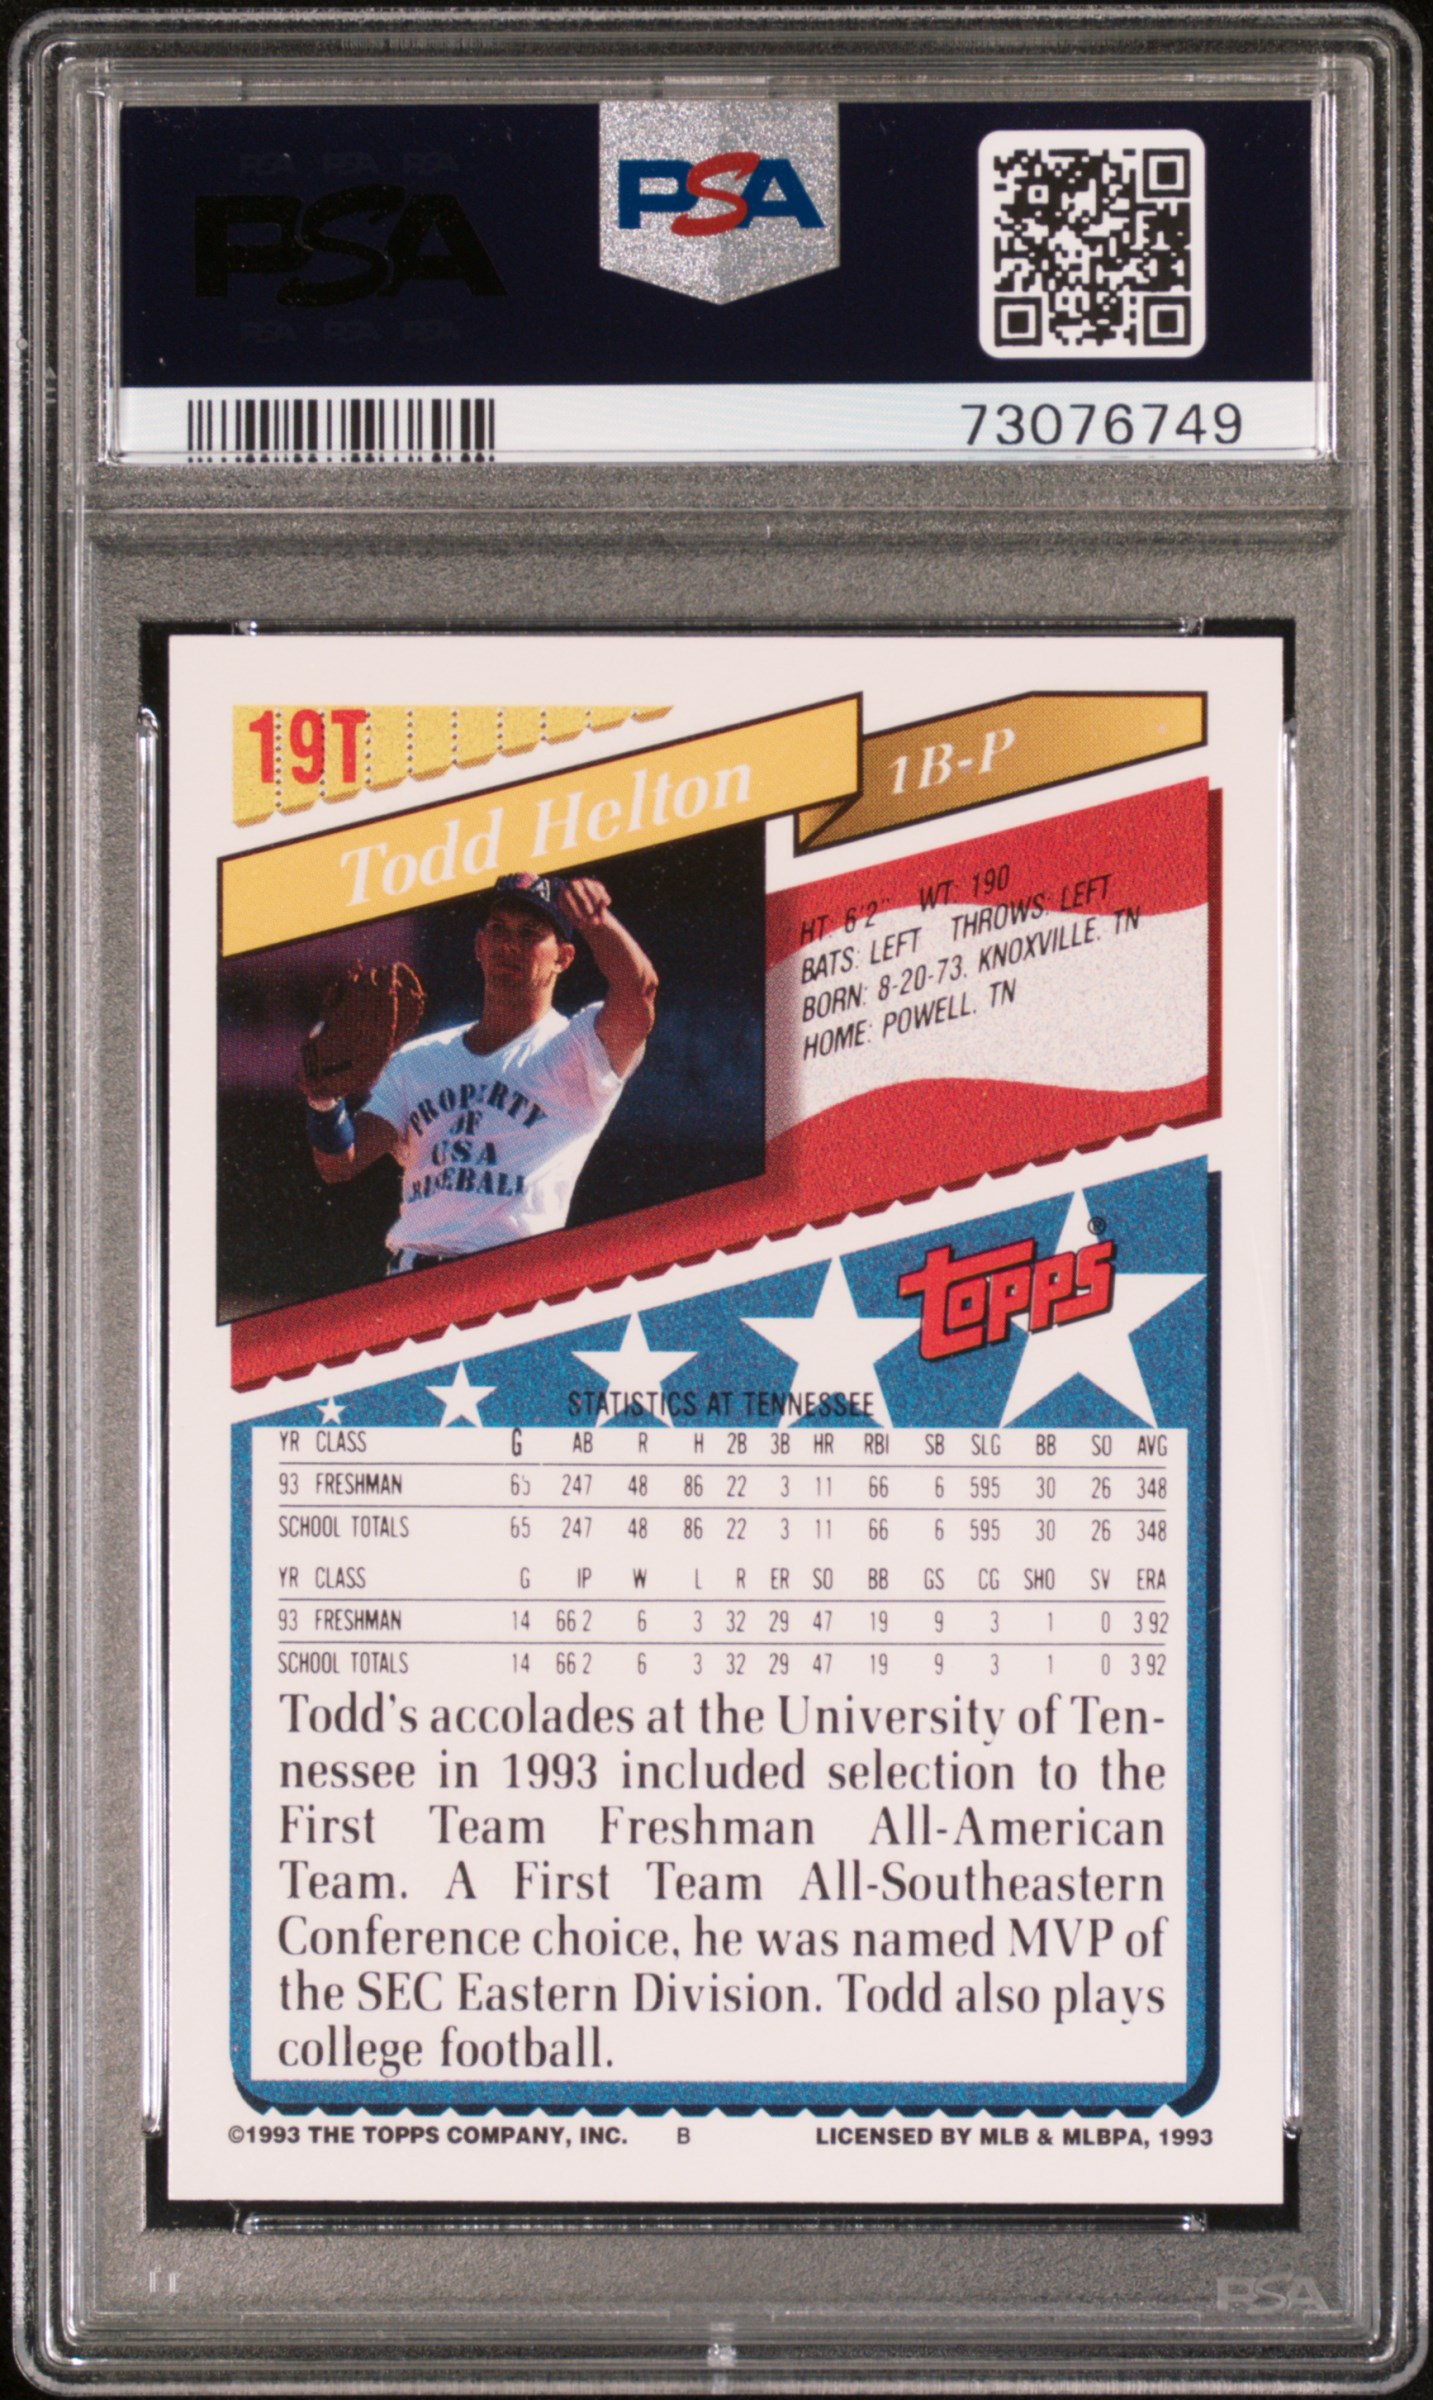 PSA PSA PSA
PSA
PSA PSA PSA
PSA
73076749
19T
Todd Helton
1B-P
HT: 6'2" WT: 190
BATS: LEFT THROWS: LEFT
BORN: 8-20-73, KNOXVILLE, TN
HOME: POWELL, TN
PROPERTY
OF
USA
BASEBALL
topps®
STATISTICS AT TENNESSEE
YR CLASS G AB R H 2B 3B HR RBI SB SLG BB SO AVG
93 FRESHMAN 65 247 48 86 22 3 11 66 6 595 30 26 348
SCHOOL TOTALS 65 247 48 86 22 3 11 66 6 595 30 26 348
YR CLASS G IP W L R ER SO BB GS CG SHO SV ERA
93 FRESHMAN 14 66 2 6 3 32 29 47 19 9 3 1 0 3 92
SCHOOL TOTALS 14 66 2 6 3 32 29 47 19 9 3 1 0 3 92
Todd's accolades at the University of Ten-
nessee in 1993 included selection to the
First Team Freshman All-American
Team. A First Team All-Southeastern
Conference choice, he was named MVP of
the SEC Eastern Division. Todd also plays
college football.
©1993 THE TOPPS COMPANY, INC. B LICENSED BY MLB & MLBPA, 1993
PSA